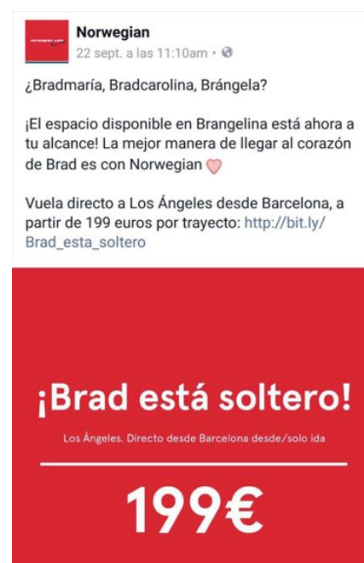 norwegian.com
Norwegian
22 sept. a las 11:10am ·
¿Bradmaría, Bradcarolina, Brángela?
¡El espacio disponible en Brangelina está ahora a
tu alcance! La mejor manera de llegar al corazón
de Brad es con Norwegian
Vuela directo a Los Ángeles desde Barcelona, a
partir de 199 euros por trayecto: http://bit.ly/
Brad_esta_soltero
¡Brad está soltero!
Los Ángeles. Directo desde Barcelona desde/solo ida
199€